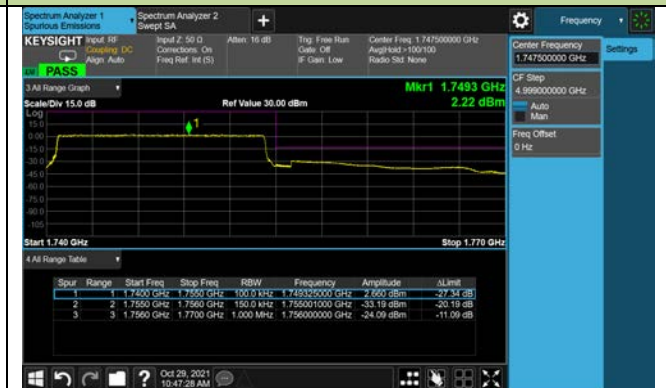 Spectrum Analyzer 1
Spurious Emissions
Spectrum Analyzer 2
Swept SA
+
Frequency
KEYSIGHT
Input: RF
Coupling: DC
Align: Auto
Input Z: 50 Ω
Corrections: On
Freq Ref: Int (S)
Atten: 16 dB
Trig: Free Run
Gate: Off
IF Gain: Low
Center Freq: 1.747500000 GHz
Avg|Hold:>100/100
Radio Std: None
PASS
Center Frequency
1.747500000 GHz
Settings
CF Step
4.999000000 GHz
Auto
Man
Freq Offset
0 Hz
3 All Range Graph
Scale/Div 15.0 dB
Ref Value 30.00 dBm
Mkr1 1.7493 GHz
2.22 dBm
Log
15.0
0.00
-15.0
-30.0
-45.0
-60.0
-75.0
-90.0
-105
1
Start 1.740 GHz
Stop 1.770 GHz
4 All Range Table
Spur Range Start Freq Stop Freq RBW Frequency Amplitude ΔLimit
1 1 1.7400 GHz 1.7550 GHz 100.0 kHz 1.749325000 GHz 2.660 dBm -27.34 dB
2 2 1.7550 GHz 1.7560 GHz 150.0 kHz 1.755001000 GHz -33.19 dBm -20.19 dB
3 3 1.7560 GHz 1.7700 GHz 1.000 MHz 1.756000000 GHz -24.09 dBm -11.09 dB
?
Oct 29, 2021
10:47:28 AM